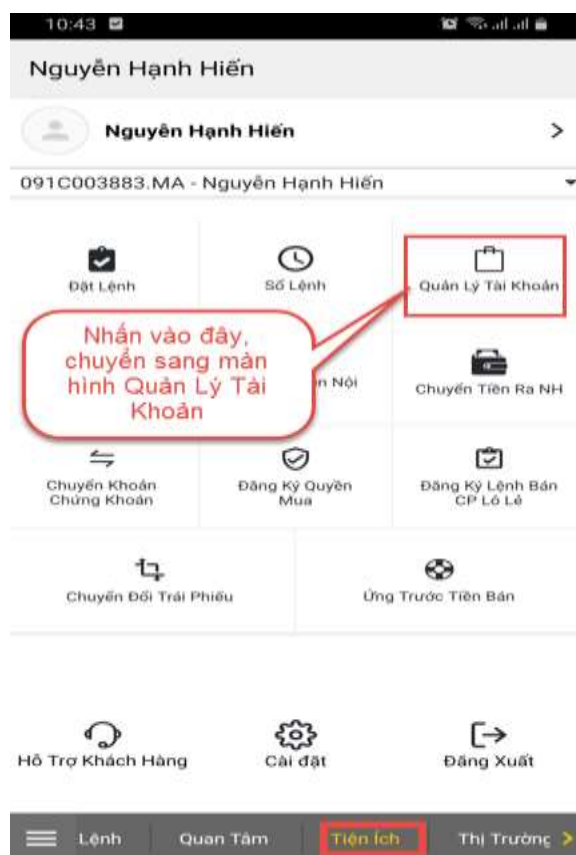 10:43
Nguyễn Hạnh Hiến
Nguyễn Hạnh Hiến
091C003883.MA - Nguyễn Hạnh Hiến
Đặt Lệnh
Sổ Lệnh
Quản Lý Tài Khoản
Nhấn vào đây,
chuyển sang màn
hình Quản Lý Tài
Khoản
Nội
Chuyển Tiền Ra NH
Chuyển Khoản
Chứng Khoán
Đăng Ký Quyền
Mua
Đăng Ký Lệnh Bán
CP Lô Lẻ
Chuyển Đổi Trái Phiếu
Ứng Trước Tiền Bán
Hỗ Trợ Khách Hàng
Cài đặt
Đăng Xuất
Lệnh
Quan Tâm
Tiện ích
Thị Trường